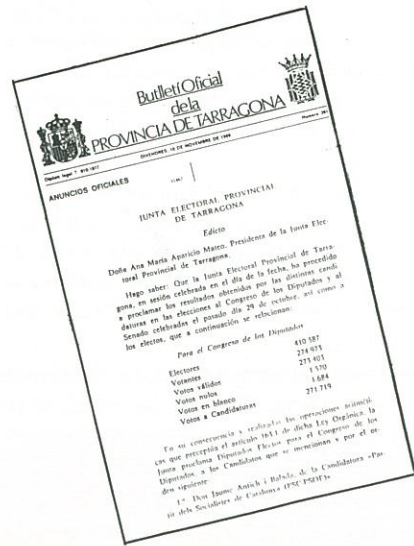 Butlletí Oficial
de la
PROVINCIA DE TARRAGONA
DIVENDRES, 10 DE NOVEMBRE DE 1989
ANUNCIOS OFICIALES
JUNTA ELECTORAL PROVINCIAL
DE TARRAGONA
Edicto
Doña Ana María Aparicio Mateo, Presidenta de la Junta Elec-
toral Provincial de Tarragona.
Hago saber: Que la Junta Electoral Provincial de Tarra-
gona, en sesión celebrada en el día de la fecha, ha procedido
a proclamar los resultados obtenidos por las distintas candi
daturas en las elecciones al Congreso de los Diputados y al
Senado celebradas el pasado día 29 de octubre, así como a
los electos, que a continuación se relacionan:
Para el Congreso de los Diputados
Electores 410 587
Votantes 274 973
Votos válidos 273 403
Votos nulos 1 570
Votos en blanco 1 684
Votos a Candidaturas 271 719
En su consecuencia y realizadas las operaciones aritméti
cas que preceptúa el artículo 163.1 de dicha Ley Orgánica, la
Junta proclama Diputados Electos para el Congreso de los
Diputados, a los Candidatos que se mencionan y por el or-
den siguiente:
1.º Don Jaume Antich i Balada, de la Candidatura «Par-
tit dels Socialistes de Catalunya (PSC-PSOE)»